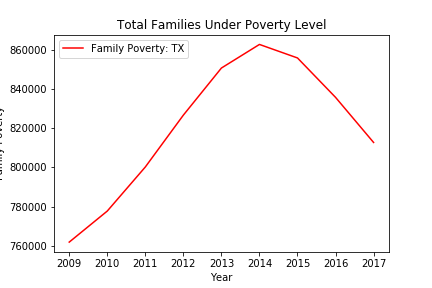 Total Families Under Poverty Level
Family Poverty: TX
860000
840000
820000
800000
780000
760000
Family Poverty
2009 2010 2011 2012 2013 2014 2015 2016 2017
Year